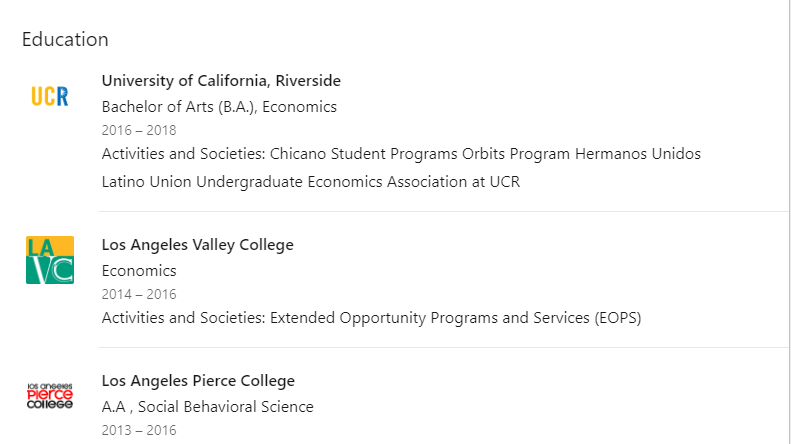 Education
UCR
University of California, Riverside
Bachelor of Arts (B.A.), Economics
2016 – 2018
Activities and Societies: Chicano Student Programs Orbits Program Hermanos Unidos
Latino Union Undergraduate Economics Association at UCR
LA
VC
Los Angeles Valley College
Economics
2014 – 2016
Activities and Societies: Extended Opportunity Programs and Services (EOPS)
los angeles
PIERCE
COLLEGE
Los Angeles Pierce College
A.A , Social Behavioral Science
2013 – 2016